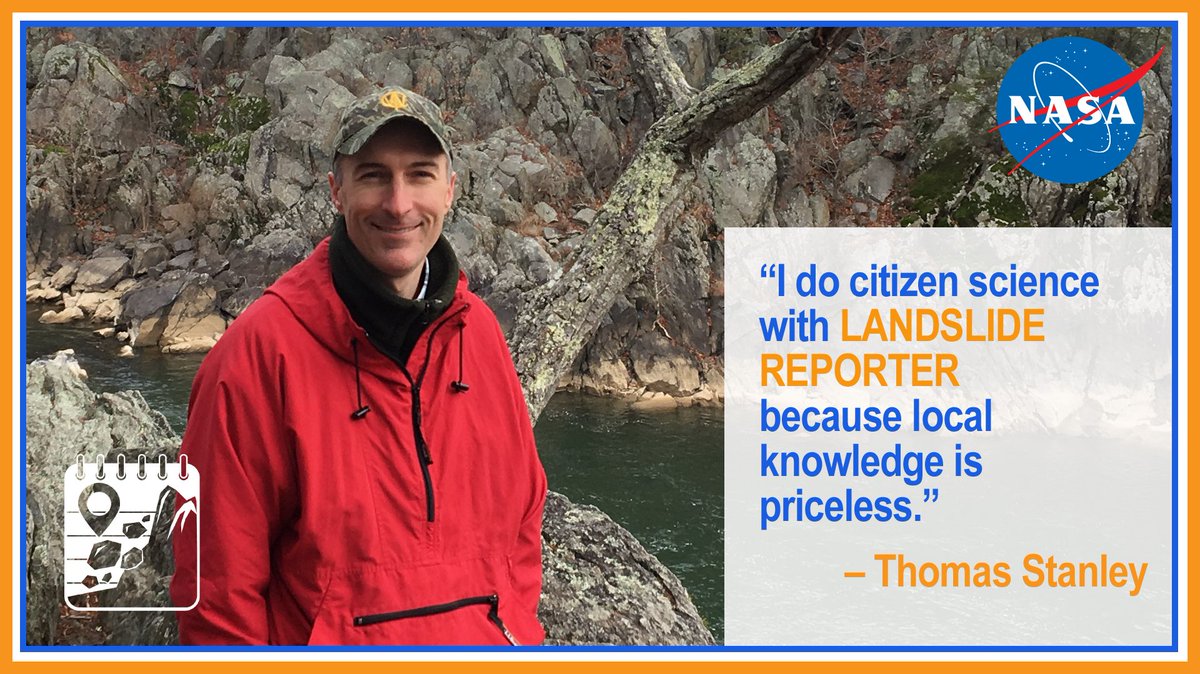 NASA
“I do citizen science
with LANDSLIDE
REPORTER
because local
knowledge is
priceless.”
– Thomas Stanley